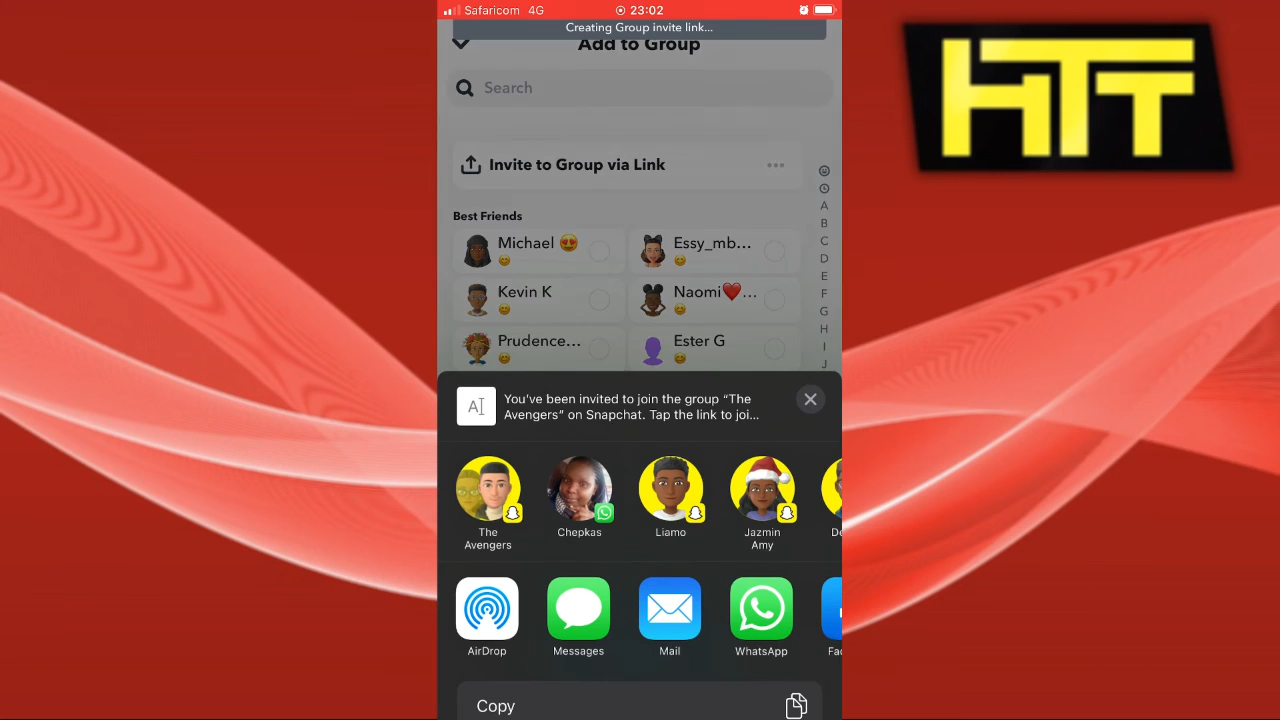 Safaricom 4G 23:02
Creating Group invite link...
Add to Group
HTT
Search
Invite to Group via Link
Best Friends
Michael 😍
Essy_mb...
Kevin K
Naomi❤️...
Prudence...
Ester G
A
B
C
D
E
F
G
H
I
J
You've been invited to join the group “The
Avengers” on Snapchat. Tap the link to joi...
The
Avengers
Chepkas
Liamo
Jazmin
Amy
De
AirDrop
Messages
Mail
WhatsApp
Fac
Copy